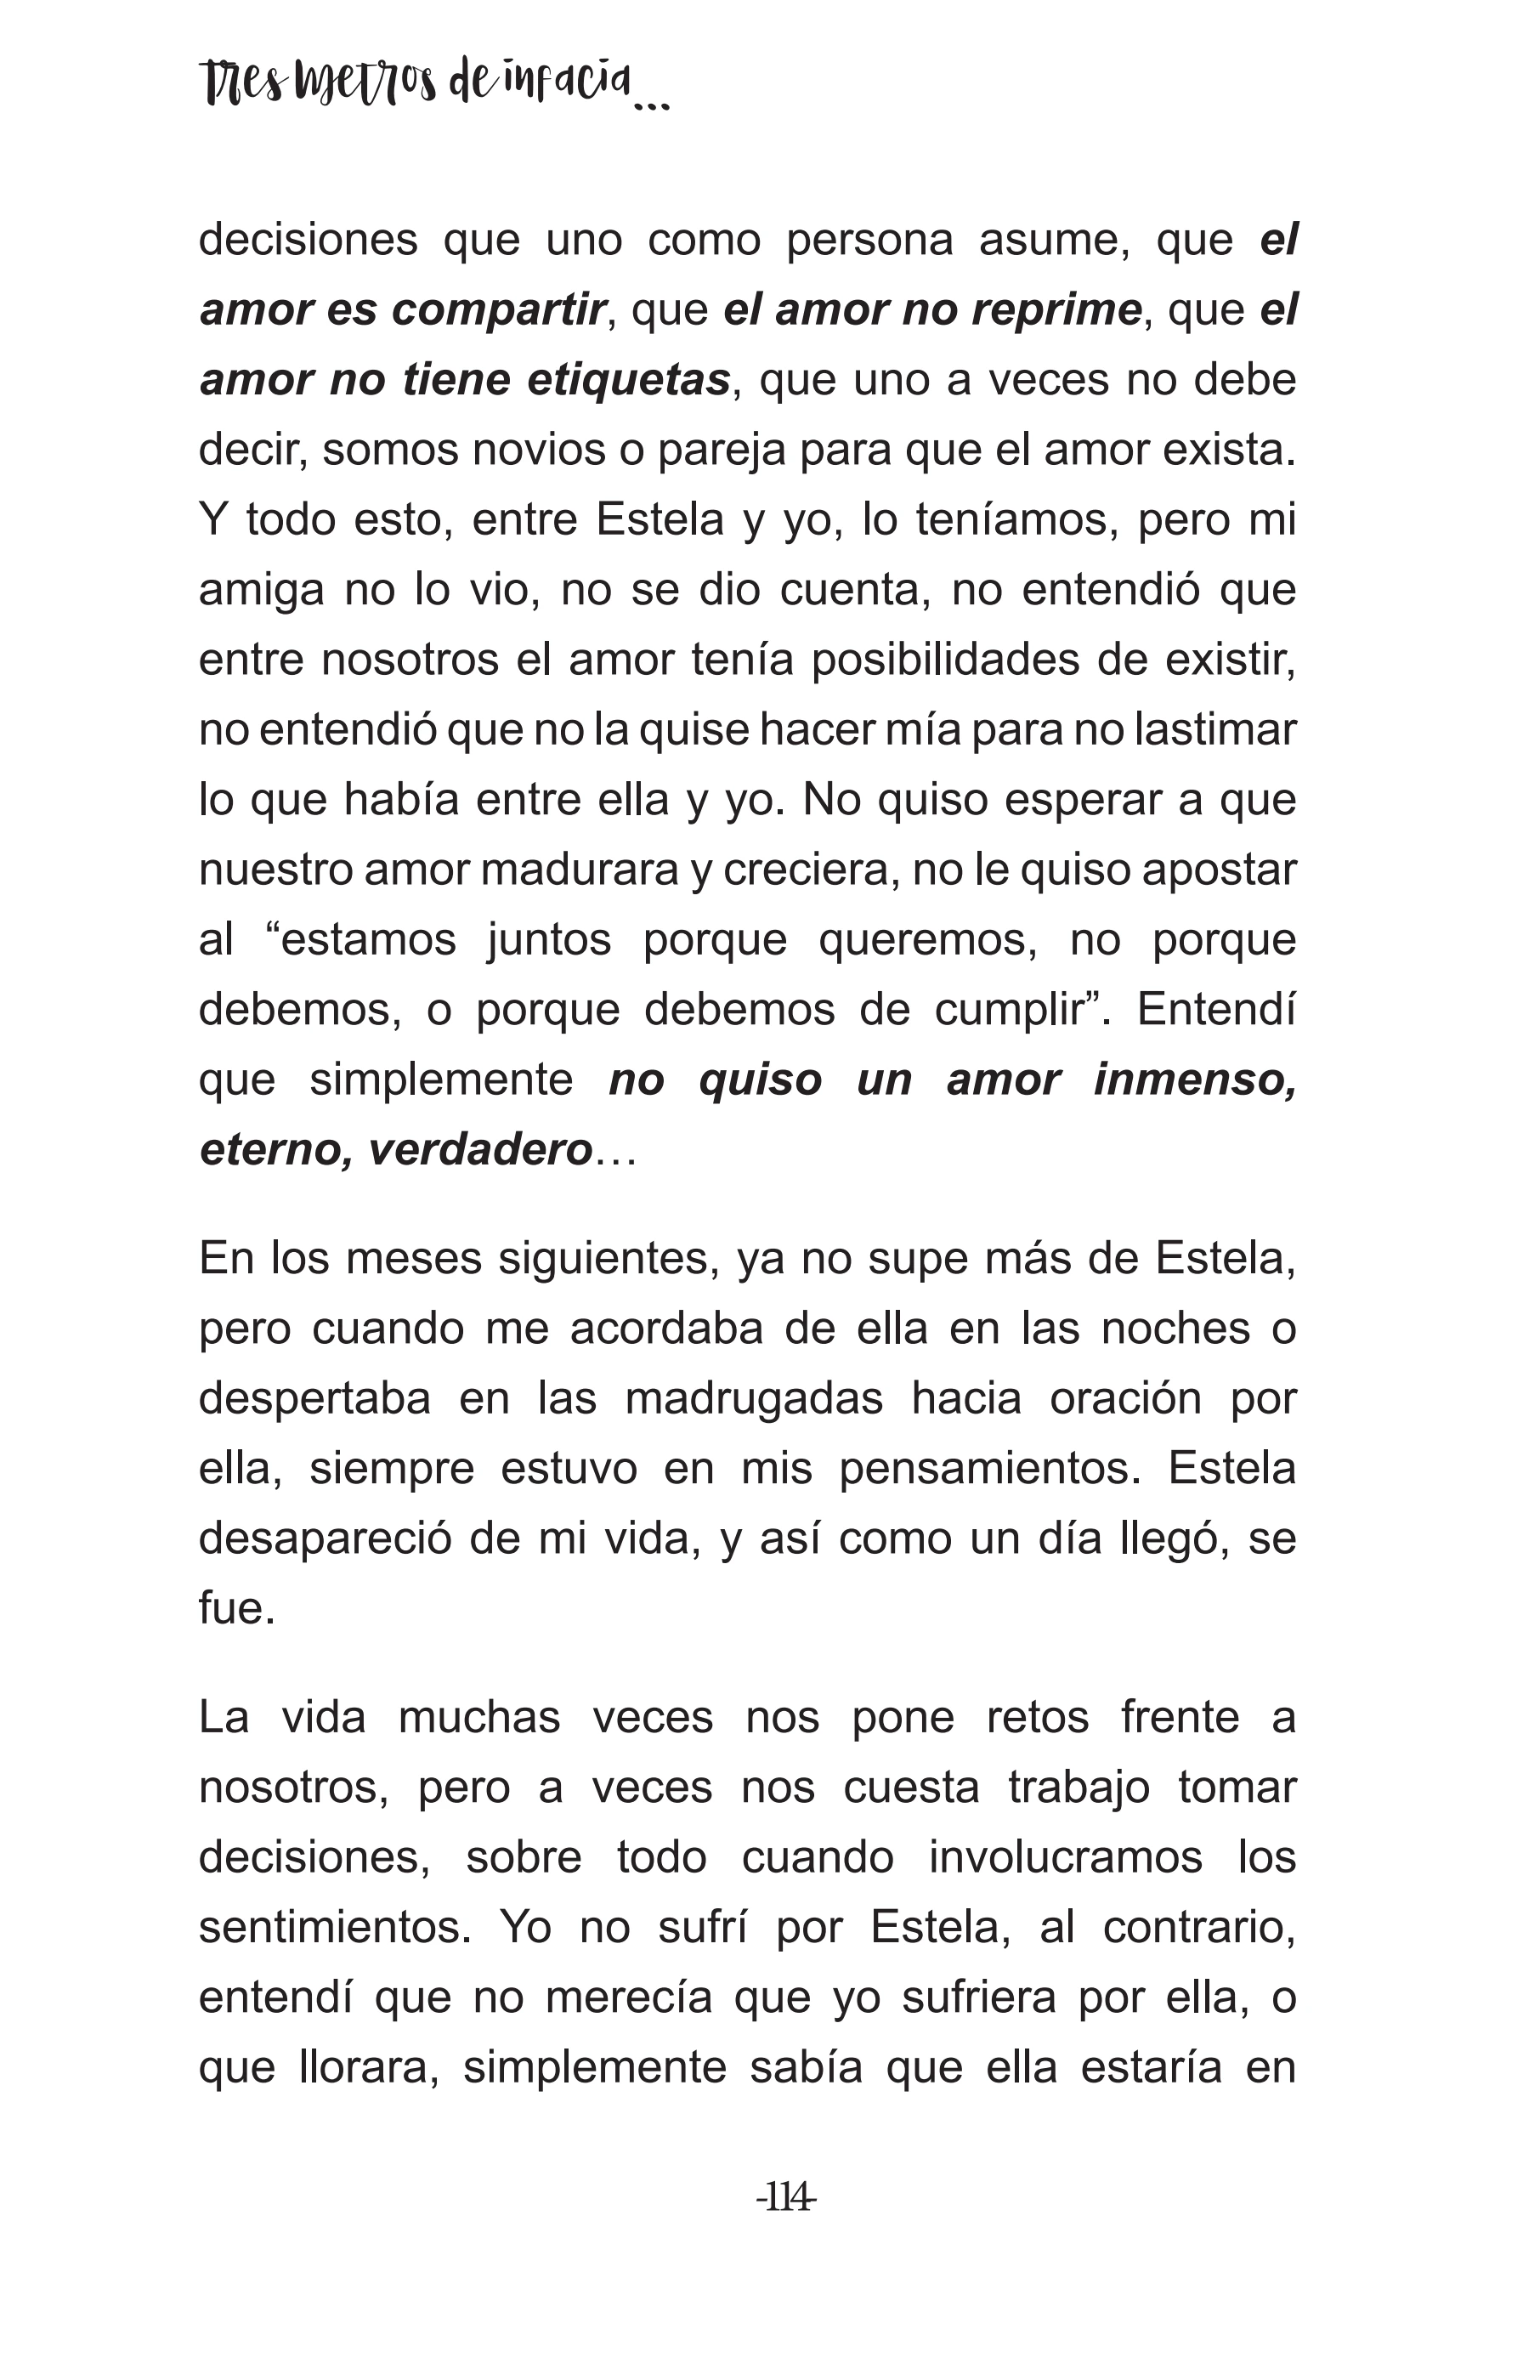 Tres metros de infacia...
decisiones que uno como persona asume, que el
amor es compartir, que el amor no reprime, que el
amor no tiene etiquetas, que uno a veces no debe
decir, somos novios o pareja para que el amor exista.
Y todo esto, entre Estela y yo, lo teníamos, pero mi
amiga no lo vio, no se dio cuenta, no entendió que
entre nosotros el amor tenía posibilidades de existir,
no entendió que no la quise hacer mía para no lastimar
lo que había entre ella y yo. No quiso esperar a que
nuestro amor madurara y creciera, no le quiso apostar
al “estamos juntos porque queremos, no porque
debemos, o porque debemos de cumplir”. Entendí
que simplemente no quiso un amor inmenso,
eterno, verdadero…
En los meses siguientes, ya no supe más de Estela,
pero cuando me acordaba de ella en las noches o
despertaba en las madrugadas hacia oración por
ella, siempre estuvo en mis pensamientos. Estela
desapareció de mi vida, y así como un día llegó, se
fue.
La vida muchas veces nos pone retos frente a
nosotros, pero a veces nos cuesta trabajo tomar
decisiones, sobre todo cuando involucramos los
sentimientos. Yo no sufrí por Estela, al contrario,
entendí que no merecía que yo sufriera por ella, o
que llorara, simplemente sabía que ella estaría en
-114-